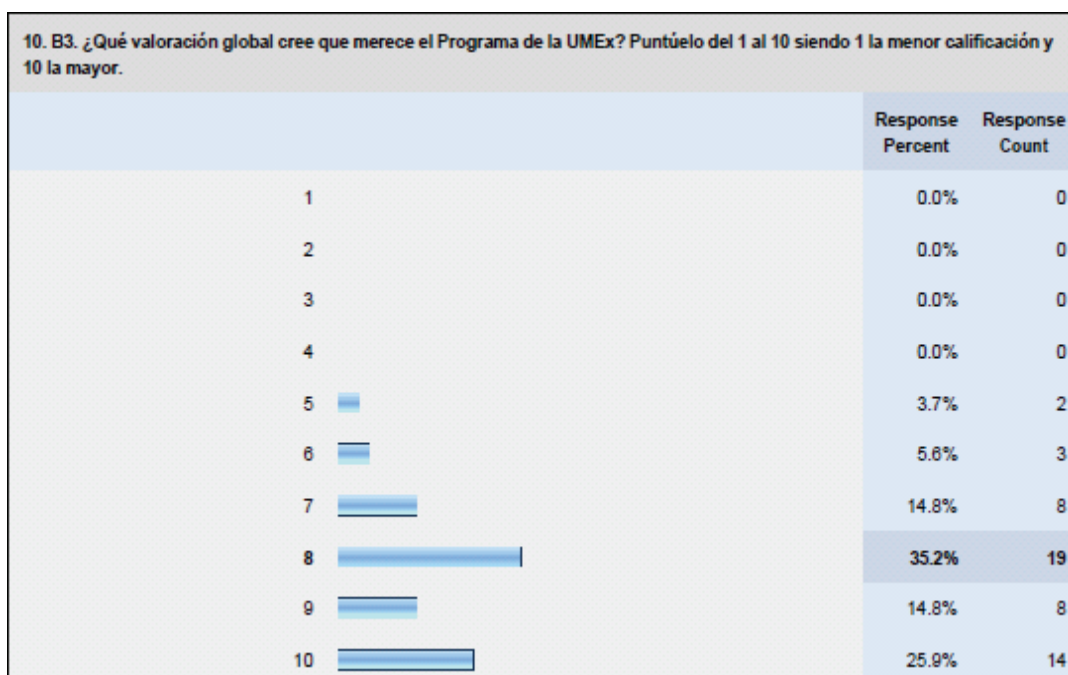 10. B3. ¿Qué valoración global cree que merece el Programa de la UMEx? Puntúelo del 1 al 10 siendo 1 la menor calificación y
10 la mayor.
Response Percent Response Count
1 0.0% 0
2 0.0% 0
3 0.0% 0
4 0.0% 0
5 3.7% 2
6 5.6% 3
7 14.8% 8
8 35.2% 19
9 14.8% 8
10 25.9% 14